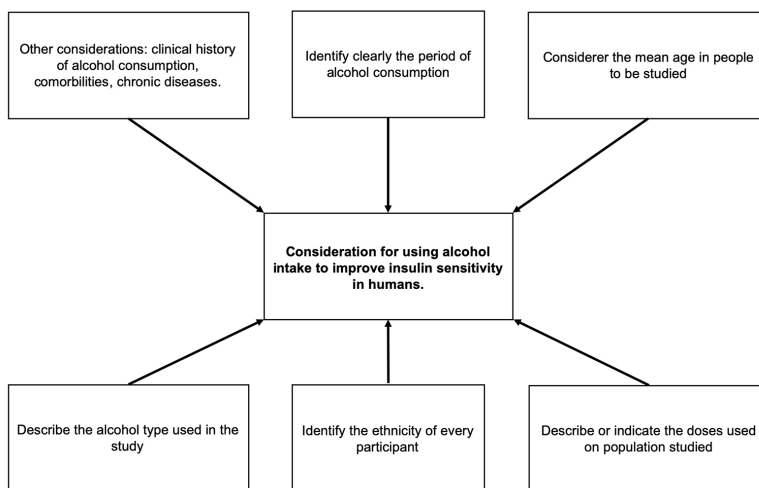 Other considerations: clinical history
of alcohol consumption,
comorbilities, chronic diseases.
Identify clearly the period of
alcohol consumption
Considerer the mean age in people
to be studied
Consideration for using alcohol
intake to improve insulin sensitivity
in humans.
Describe the alcohol type used in the
study
Identify the ethnicity of every
participant
Describe or indicate the doses used
on population studied